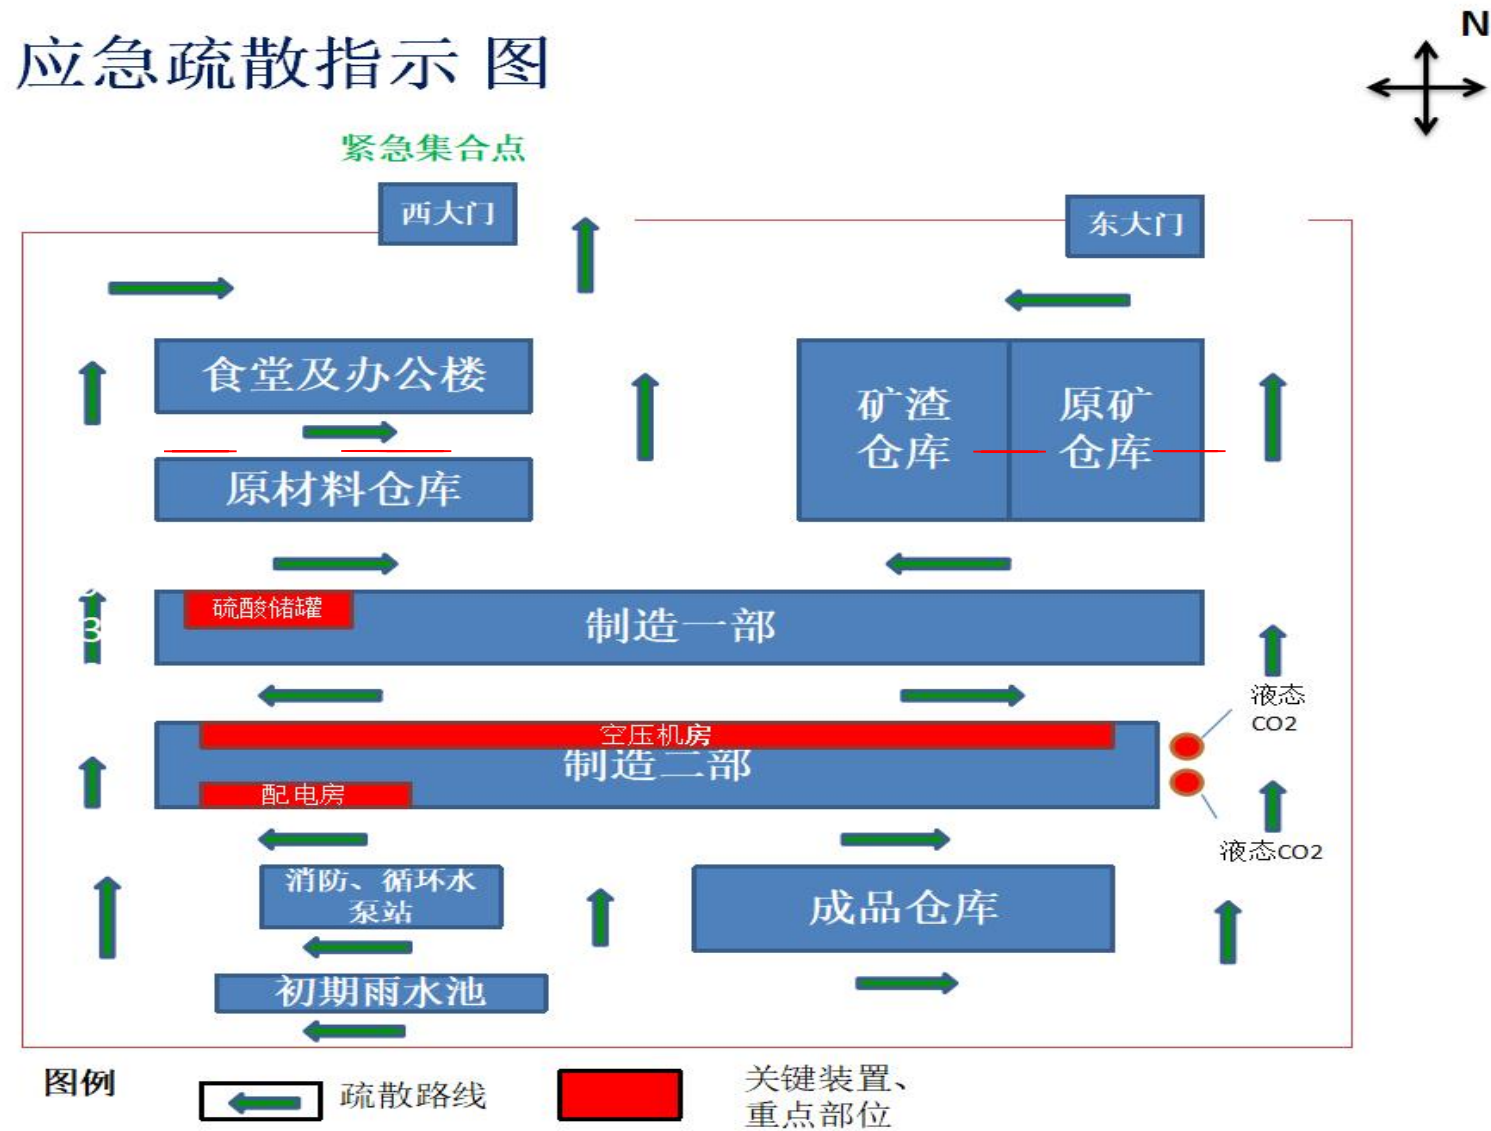 应急疏散指示 图
N
紧急集合点
西大门
东大门
食堂及办公楼
矿渣
仓库
原矿
仓库
原材料仓库
硫酸储罐
制造一部
3
液态
CO2
空压机房
制造二部
配电房
液态CO2
消防、循环水
泵站
成品仓库
初期雨水池
图例
疏散路线
关键装置、
重点部位